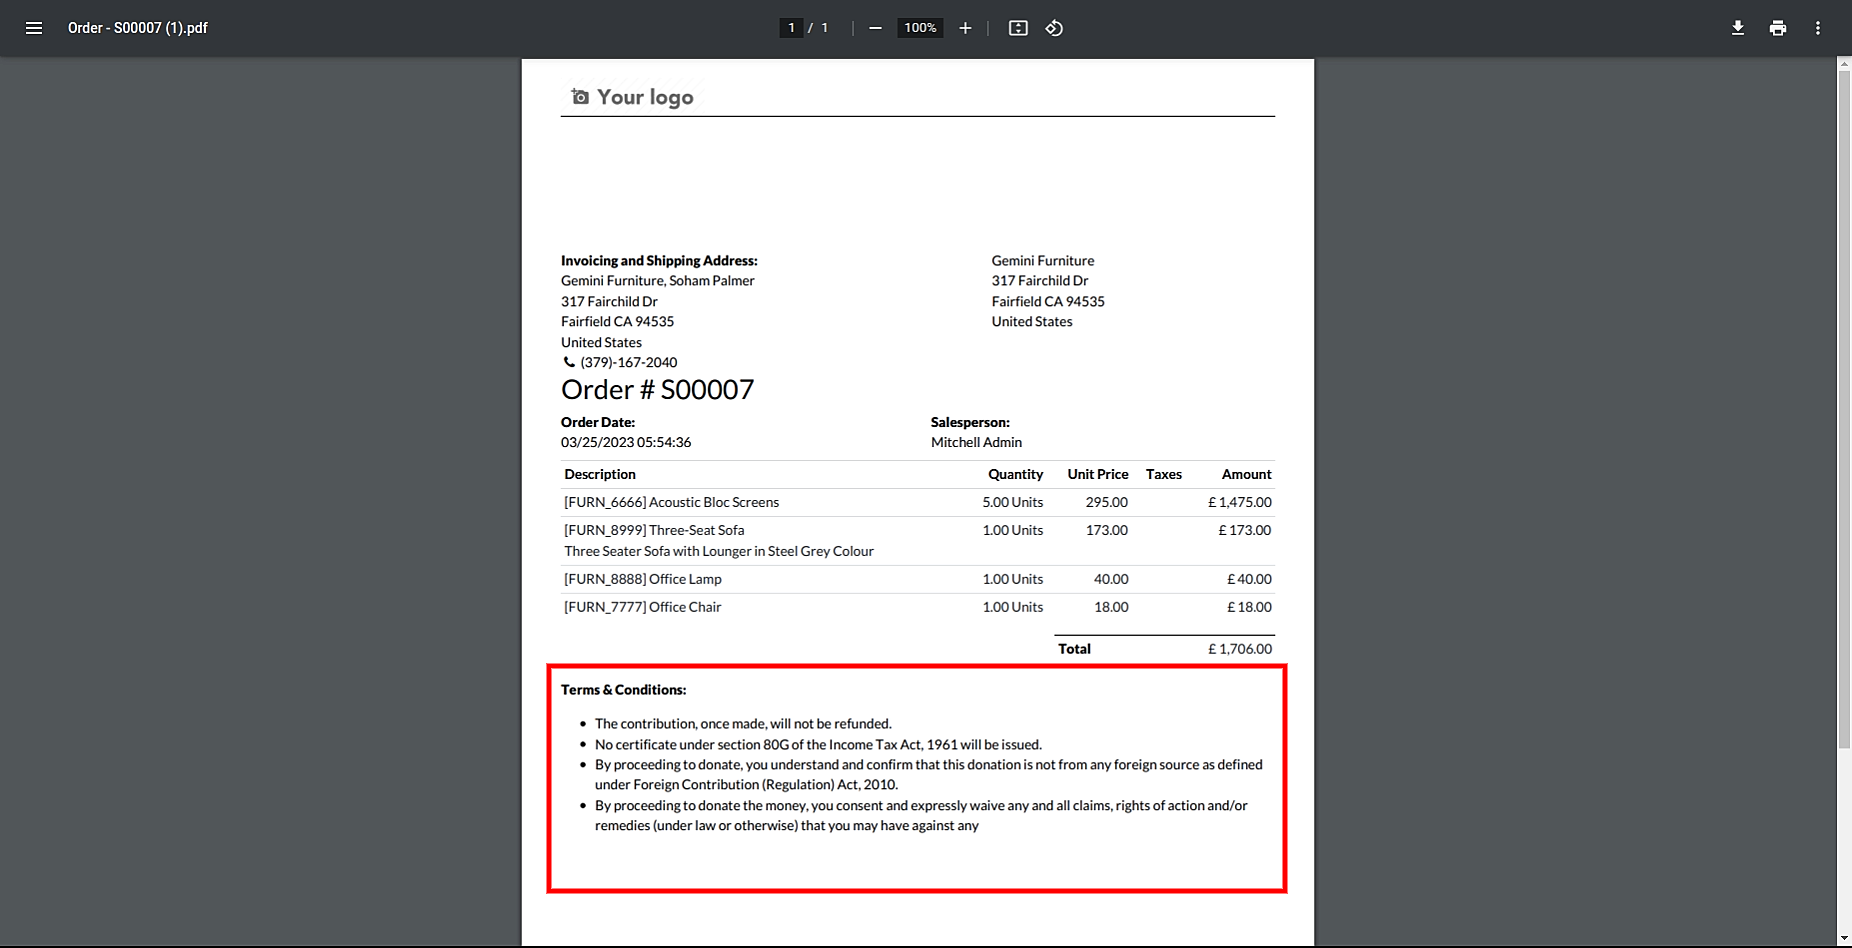 Order - S00007 (1).pdf
1 / 1
100%
Your logo
Invoicing and Shipping Address:
Gemini Furniture, Soham Palmer
317 Fairchild Dr
Fairfield CA 94535
United States
(379)-167-2040
Gemini Furniture
317 Fairchild Dr
Fairfield CA 94535
United States
Order # S00007
Order Date:
03/25/2023 05:54:36
Salesperson:
Mitchell Admin
Description Quantity Unit Price Taxes Amount
[FURN_6666] Acoustic Bloc Screens 5.00 Units 295.00 £ 1,475.00
[FURN_8999] Three-Seat Sofa 1.00 Units 173.00 £ 173.00
Three Seater Sofa with Lounger in Steel Grey Colour
[FURN_8888] Office Lamp 1.00 Units 40.00 £ 40.00
[FURN_7777] Office Chair 1.00 Units 18.00 £ 18.00
Total £ 1,706.00
Terms & Conditions:
• The contribution, once made, will not be refunded.
• No certificate under section 80G of the Income Tax Act, 1961 will be issued.
• By proceeding to donate, you understand and confirm that this donation is not from any foreign source as defined
under Foreign Contribution (Regulation) Act, 2010.
• By proceeding to donate the money, you consent and expressly waive any and all claims, rights of action and/or
remedies (under law or otherwise) that you may have against any